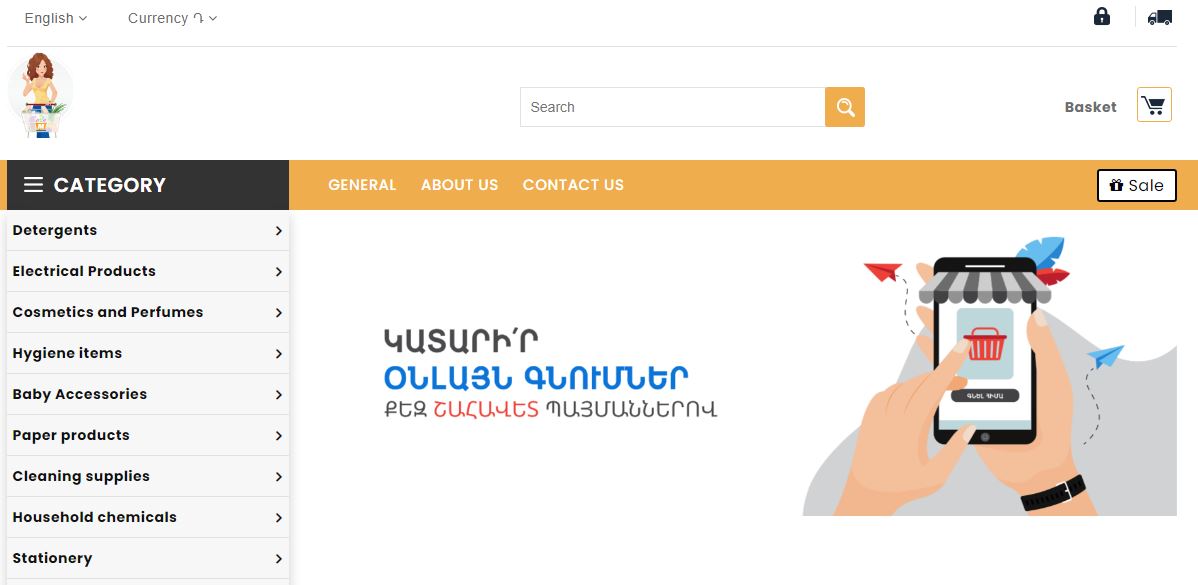 English
Currency Դ
Search
Basket
CATEGORY
GENERAL ABOUT US CONTACT US
Sale
Detergents
Electrical Products
Cosmetics and Perfumes
Hygiene items
Baby Accessories
Paper products
Cleaning supplies
Household chemicals
Stationery
ԿԱՏԱՐԻ՛Ր
ՕՆԼԱՅՆ ԳՆՈՒՄՆԵՐ
ՔԵԶ ՇԱՀԱՎԵՏ ՊԱՅՄԱՆՆԵՐՈՎ
ԳՆԵԼ ՀԻՄԱ